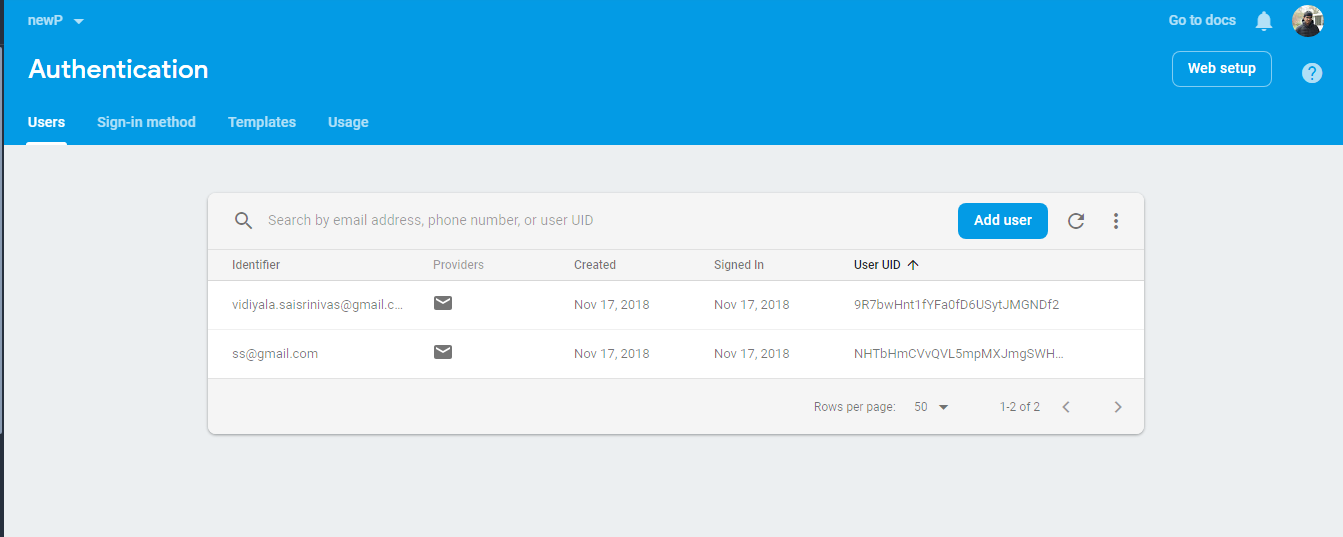 newP
Go to docs
Authentication
Web setup
?
Users Sign-in method Templates Usage
Search by email address, phone number, or user UID
Add user
Identifier Providers Created Signed In User UID
vidiyala.saisrinivas@gmail.c... Nov 17, 2018 Nov 17, 2018 9R7bwHnt1fYFa0fD6USytJMGNDf2
ss@gmail.com Nov 17, 2018 Nov 17, 2018 NHTbHmCVvQVL5mpMXJmgSWH...
Rows per page: 50 1-2 of 2